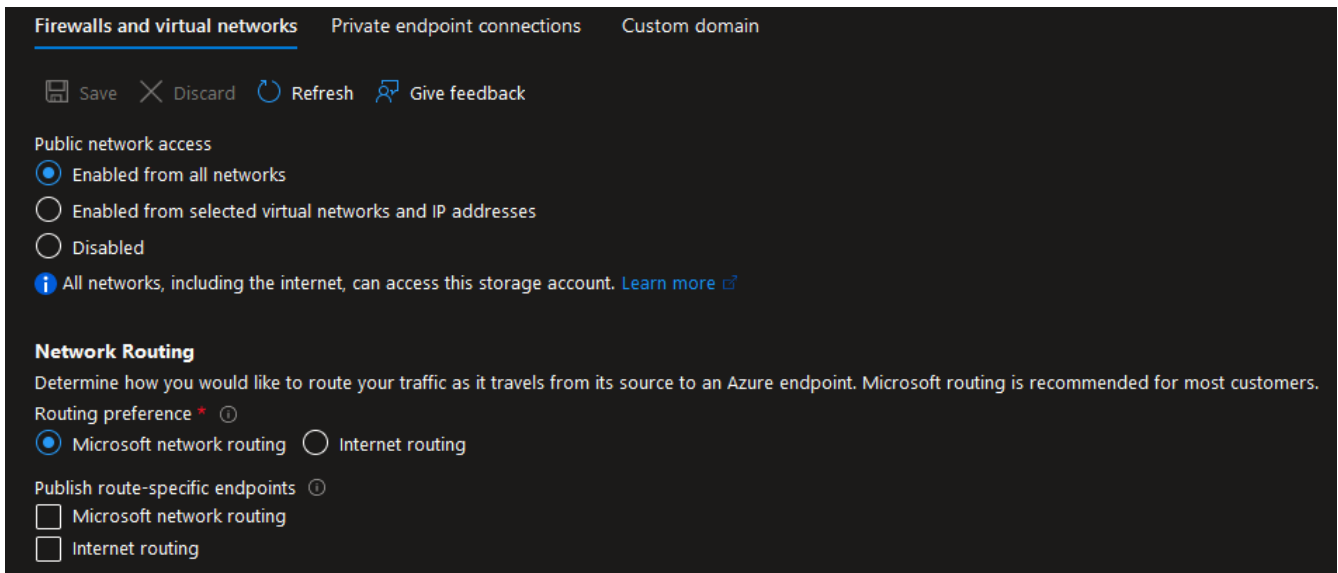 Firewalls and virtual networks Private endpoint connections Custom domain
Save Discard Refresh Give feedback
Public network access
Enabled from all networks
Enabled from selected virtual networks and IP addresses
Disabled
All networks, including the internet, can access this storage account. Learn more
Network Routing
Determine how you would like to route your traffic as it travels from its source to an Azure endpoint. Microsoft routing is recommended for most customers.
Routing preference *
Microsoft network routing Internet routing
Publish route-specific endpoints
Microsoft network routing
Internet routing